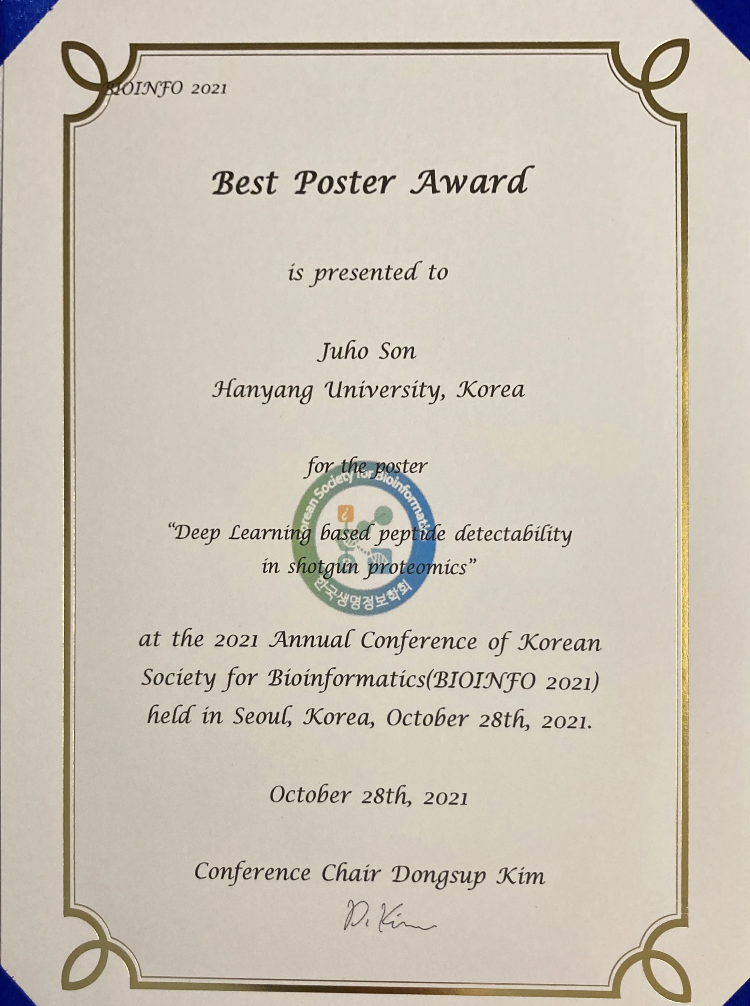 BIOINFO 2021
Best Poster Award
is presented to
Juho Son
Hanyang University, Korea
for the poster
Korean Society for Bioinformatics
“Deep Learning based peptide detectability
in shotgun proteomics”
한국생명정보학회
at the 2021 Annual Conference of Korean
Society for Bioinformatics(BIOINFO 2021)
held in Seoul, Korea, October 28th, 2021.
October 28th, 2021
Conference Chair Dongsup Kim
D. Kim